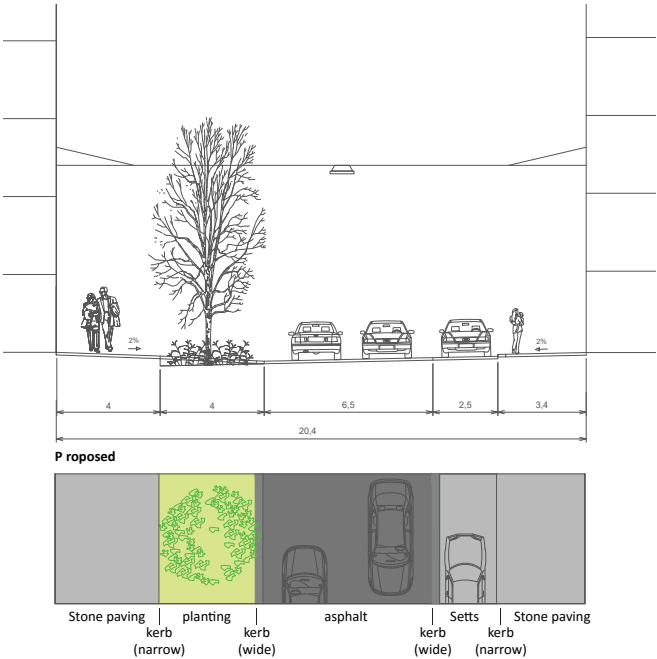 2%
2%
4
4
6,5
2,5
3,4
20,4
P roposed
Stone paving
planting
asphalt
Setts
Stone paving
kerb
(narrow)
kerb
(wide)
kerb
(wide)
kerb
(narrow)